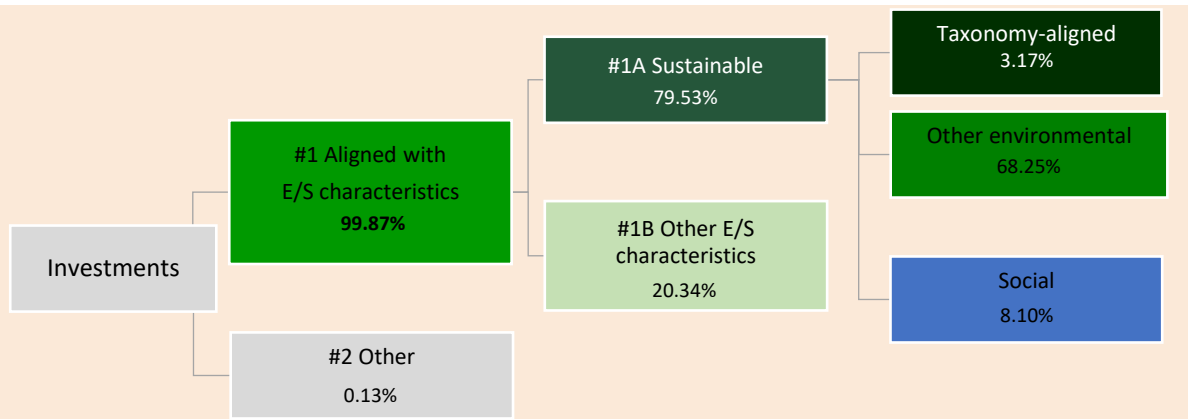 Investments
#1 Aligned with
E/S characteristics
99.87%
#2 Other
0.13%
#1A Sustainable
79.53%
#1B Other E/S
characteristics
20.34%
Taxonomy-aligned
3.17%
Other environmental
68.25%
Social
8.10%